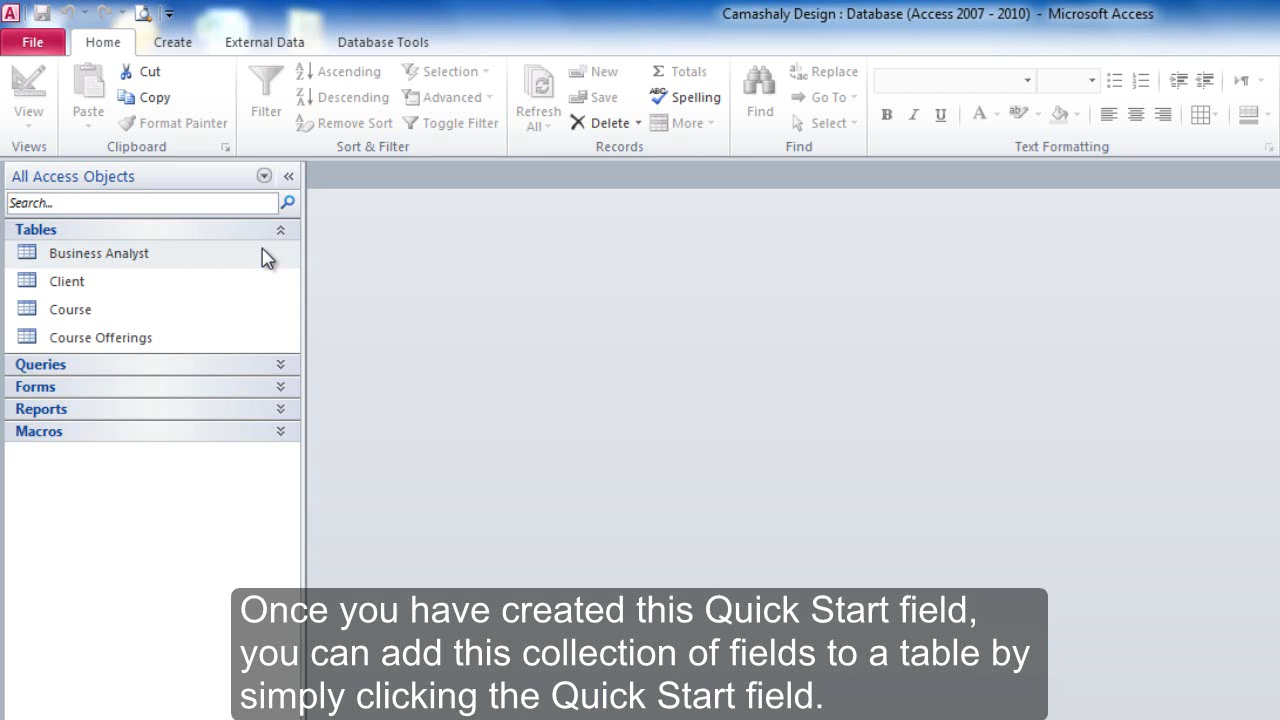 Camashaly Design : Database (Access 2007 - 2010) - Microsoft Access
File Home Create External Data Database Tools
View
Views
Paste
Cut
Copy
Format Painter
Clipboard
Filter
Ascending
Descending
Remove Sort
Selection
Advanced
Toggle Filter
Sort & Filter
Refresh
All
New
Save
Delete
Totals
Spelling
More
Records
Find
Replace
Go To
Select
Find
B I U A
Text Formatting
All Access Objects
Search...
Tables
Business Analyst
Client
Course
Course Offerings
Queries
Forms
Reports
Macros
Once you have created this Quick Start field,
you can add this collection of fields to a table by
simply clicking the Quick Start field.